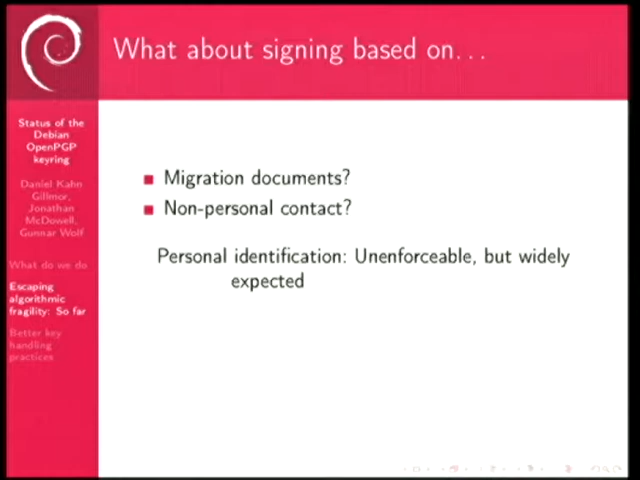 What about signing based on...
Status of the
Debian
OpenPGP
keyring
Daniel Kahn
Gillmor,
Jonathan
McDowell,
Gunnar Wolf
What do we do
Escaping
algorithmic
fragility: So far
Better key
handling
practices
Migration documents?
Non-personal contact?
Personal identification: Unenforceable, but widely
expected